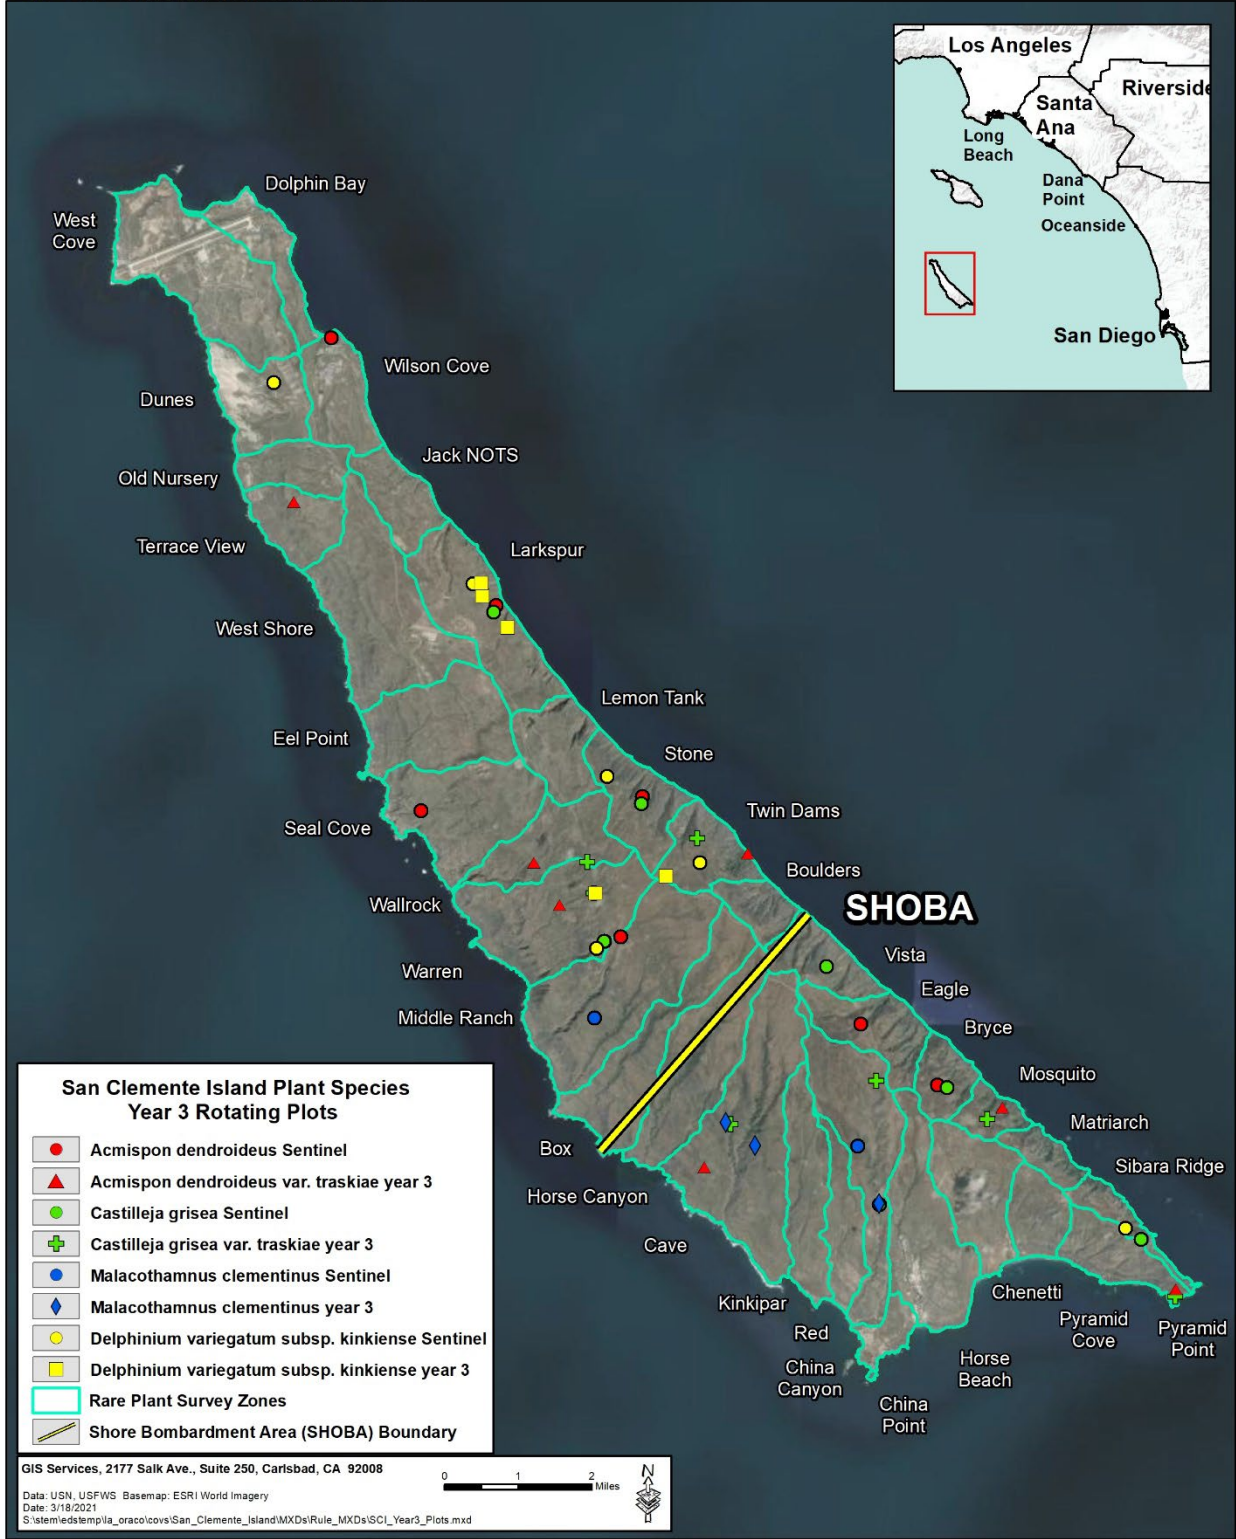 Los Angeles
Riverside
Santa
Ana
Long
Beach
Dana
Point
Oceanside
San Diego
Dolphin Bay
West
Cove
Wilson Cove
Dunes
Jack NOTS
Old Nursery
Terrace View
Larkspur
West Shore
Lemon Tank
Eel Point
Stone
Seal Cove
Twin Dams
Boulders
Wallrock
SHOBA
Warren
Vista
Eagle
Middle Ranch
Bryce
Mosquito
Matriarch
Box
Sibara Ridge
Horse Canyon
Cave
Kinkipar
Chenetti
Red
Pyramid
Cove
Pyramid
Point
China
Canyon
Horse
Beach
China
Point
San Clemente Island Plant Species
Year 3 Rotating Plots
Acmispon dendroideus Sentinel
Acmispon dendroideus var. traskiae year 3
Castilleja grisea Sentinel
Castilleja grisea var. traskiae year 3
Malacothamnus clementinus Sentinel
Malacothamnus clementinus year 3
Delphinium variegatum subsp. kinkiense Sentinel
Delphinium variegatum subsp. kinkiense year 3
Rare Plant Survey Zones
Shore Bombardment Area (SHOBA) Boundary
GIS Services, 2177 Salk Ave., Suite 250, Carlsbad, CA 92008
Data: USN, USFWS Basemap: ESRI World Imagery
Date: 3/18/2021
S:\stem\edstemp\la_oraco\covs\San_Clemente_Island\MXDs\Rule_MXDs\SCI_Year3_Plots.mxd
0 1 2
Miles
N